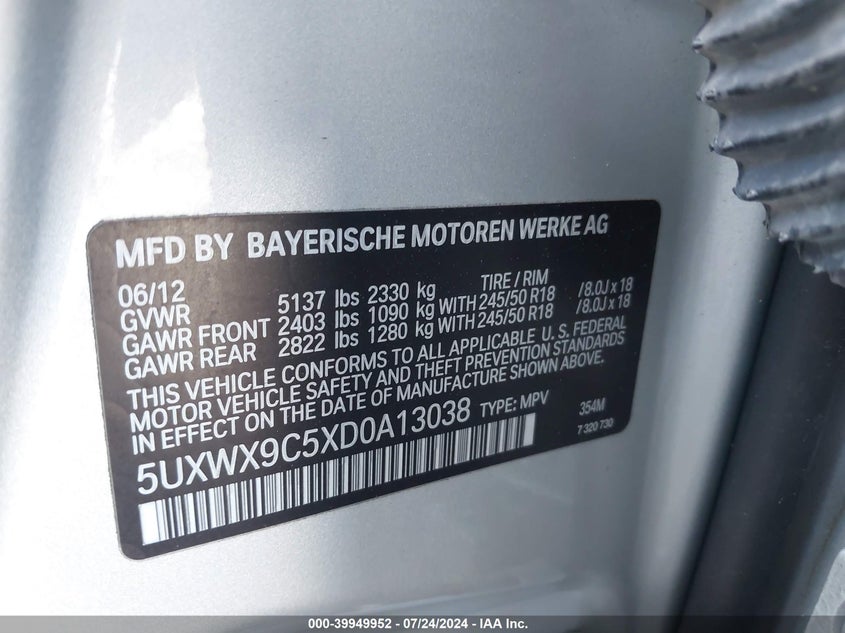 MFD BY BAYERISCHE MOTOREN WERKE AG
06/12 TIRE / RIM
GVWR 5137 lbs 2330 kg
GAWR FRONT 2403 lbs 1090 kg WITH 245/50 R18 /8.0J x 18
GAWR REAR 2822 lbs 1280 kg WITH 245/50 R18 /8.0J x 18
THIS VEHICLE CONFORMS TO ALL APPLICABLE U.S. FEDERAL
MOTOR VEHICLE SAFETY AND THEFT PREVENTION STANDARDS
IN EFFECT ON THE DATE OF MANUFACTURE SHOWN ABOVE.
5UXWX9C5XD0A13038 TYPE: MPV 354M
7 320 730
000-39949952 - 07/24/2024 - IAA Inc.